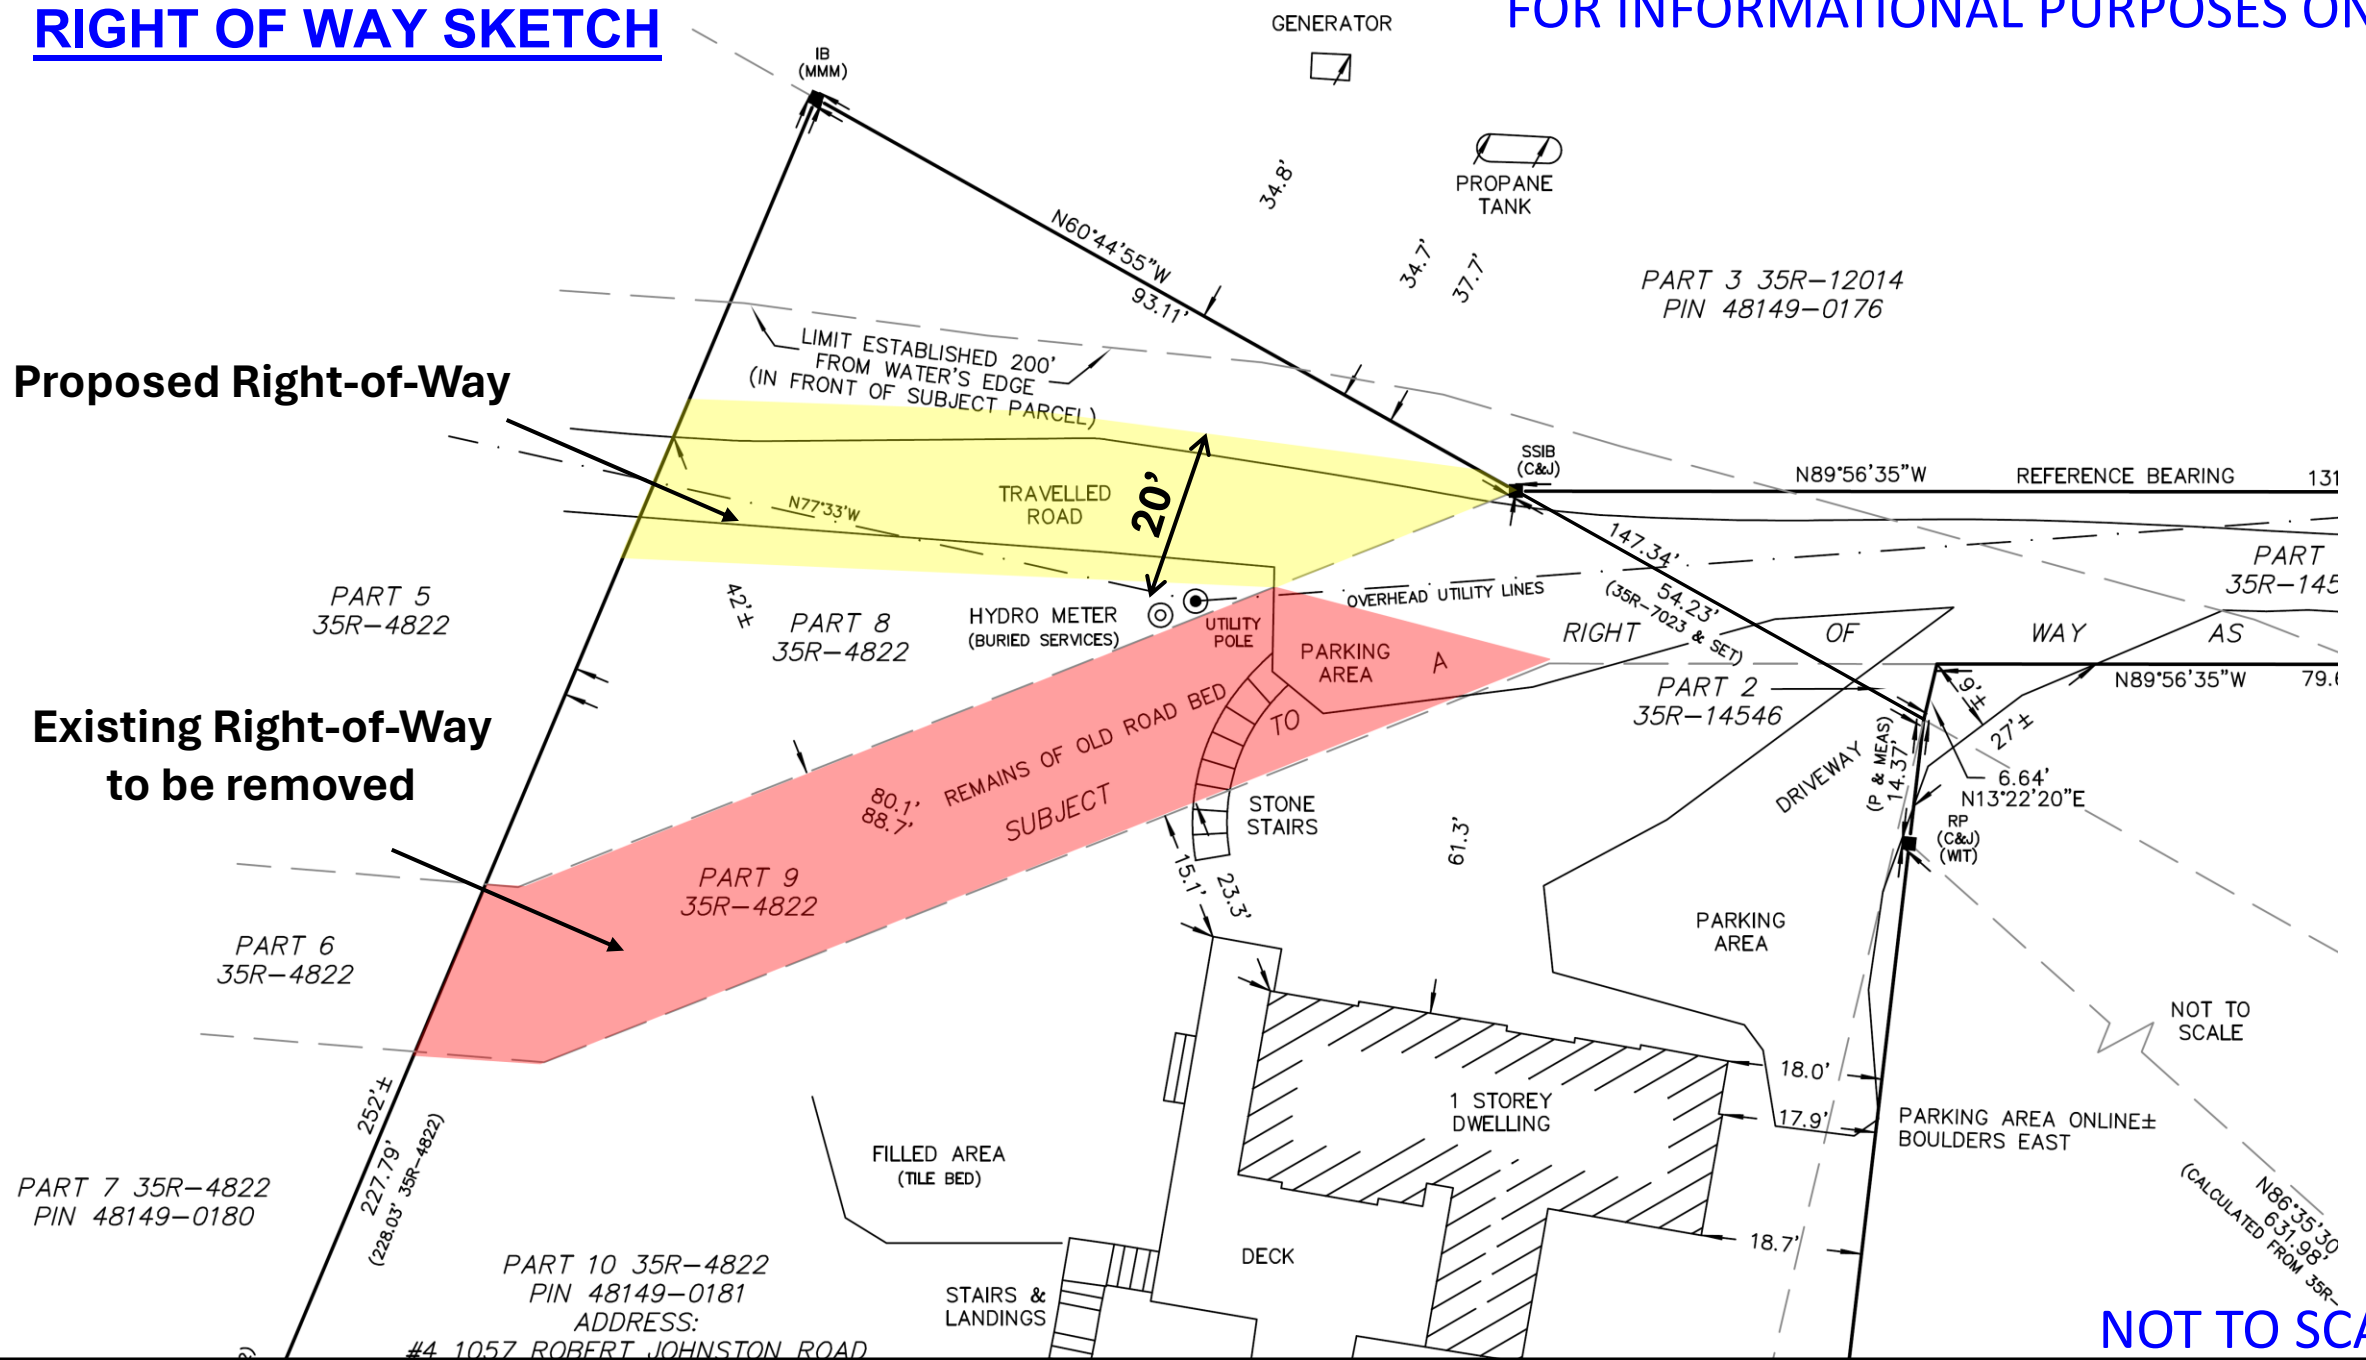 RIGHT OF WAY SKETCH
FOR INFORMATIONAL PURPOSES ON
GENERATOR
IB
(MMM)
PROPANE
TANK
34.8'
34.7'
37.7'
N60°44'55"W
93.11'
PART 3 35R-12014
PIN 48149-0176
LIMIT ESTABLISHED 200'
FROM WATER'S EDGE
(IN FRONT OF SUBJECT PARCEL)
Proposed Right-of-Way
SSIB
(C&J)
N89°56'35"W
REFERENCE BEARING
131
TRAVELLED
ROAD
N77°33'W
20'
147.34'
54.23'
(35R-7023 & SET)
PART
35R-145
PART 5
35R-4822
42'±
PART 8
35R-4822
HYDRO METER
(BURIED SERVICES)
UTILITY
POLE
OVERHEAD UTILITY LINES
RIGHT OF WAY AS
PARKING
AREA
A
PART 2
35R-14546
N89°56'35"W
79.6
Existing Right-of-Way
to be removed
REMAINS OF OLD ROAD BED
TO
SUBJECT
80.1'
88.7'
STONE
STAIRS
9'±
27'±
DRIVEWAY
(P & MEAS)
14.37'
6.64'
N13°22'20"E
RP
(C&J)
(WIT)
61.3'
15.1'
23.3'
PART 9
35R-4822
PARKING
AREA
PART 6
35R-4822
NOT TO
SCALE
18.0'
17.9'
1 STOREY
DWELLING
PARKING AREA ONLINE±
BOULDERS EAST
252'±
227.79'
(228.03' 35R-4822)
FILLED AREA
(TILE BED)
PART 7 35R-4822
PIN 48149-0180
N86°35'30
631.98'
(CALCULATED FROM 35R-
18.7'
DECK
PART 10 35R-4822
PIN 48149-0181
ADDRESS:
#4 1057 ROBERT JOHNSTON ROAD
STAIRS &
LANDINGS
NOT TO SCA